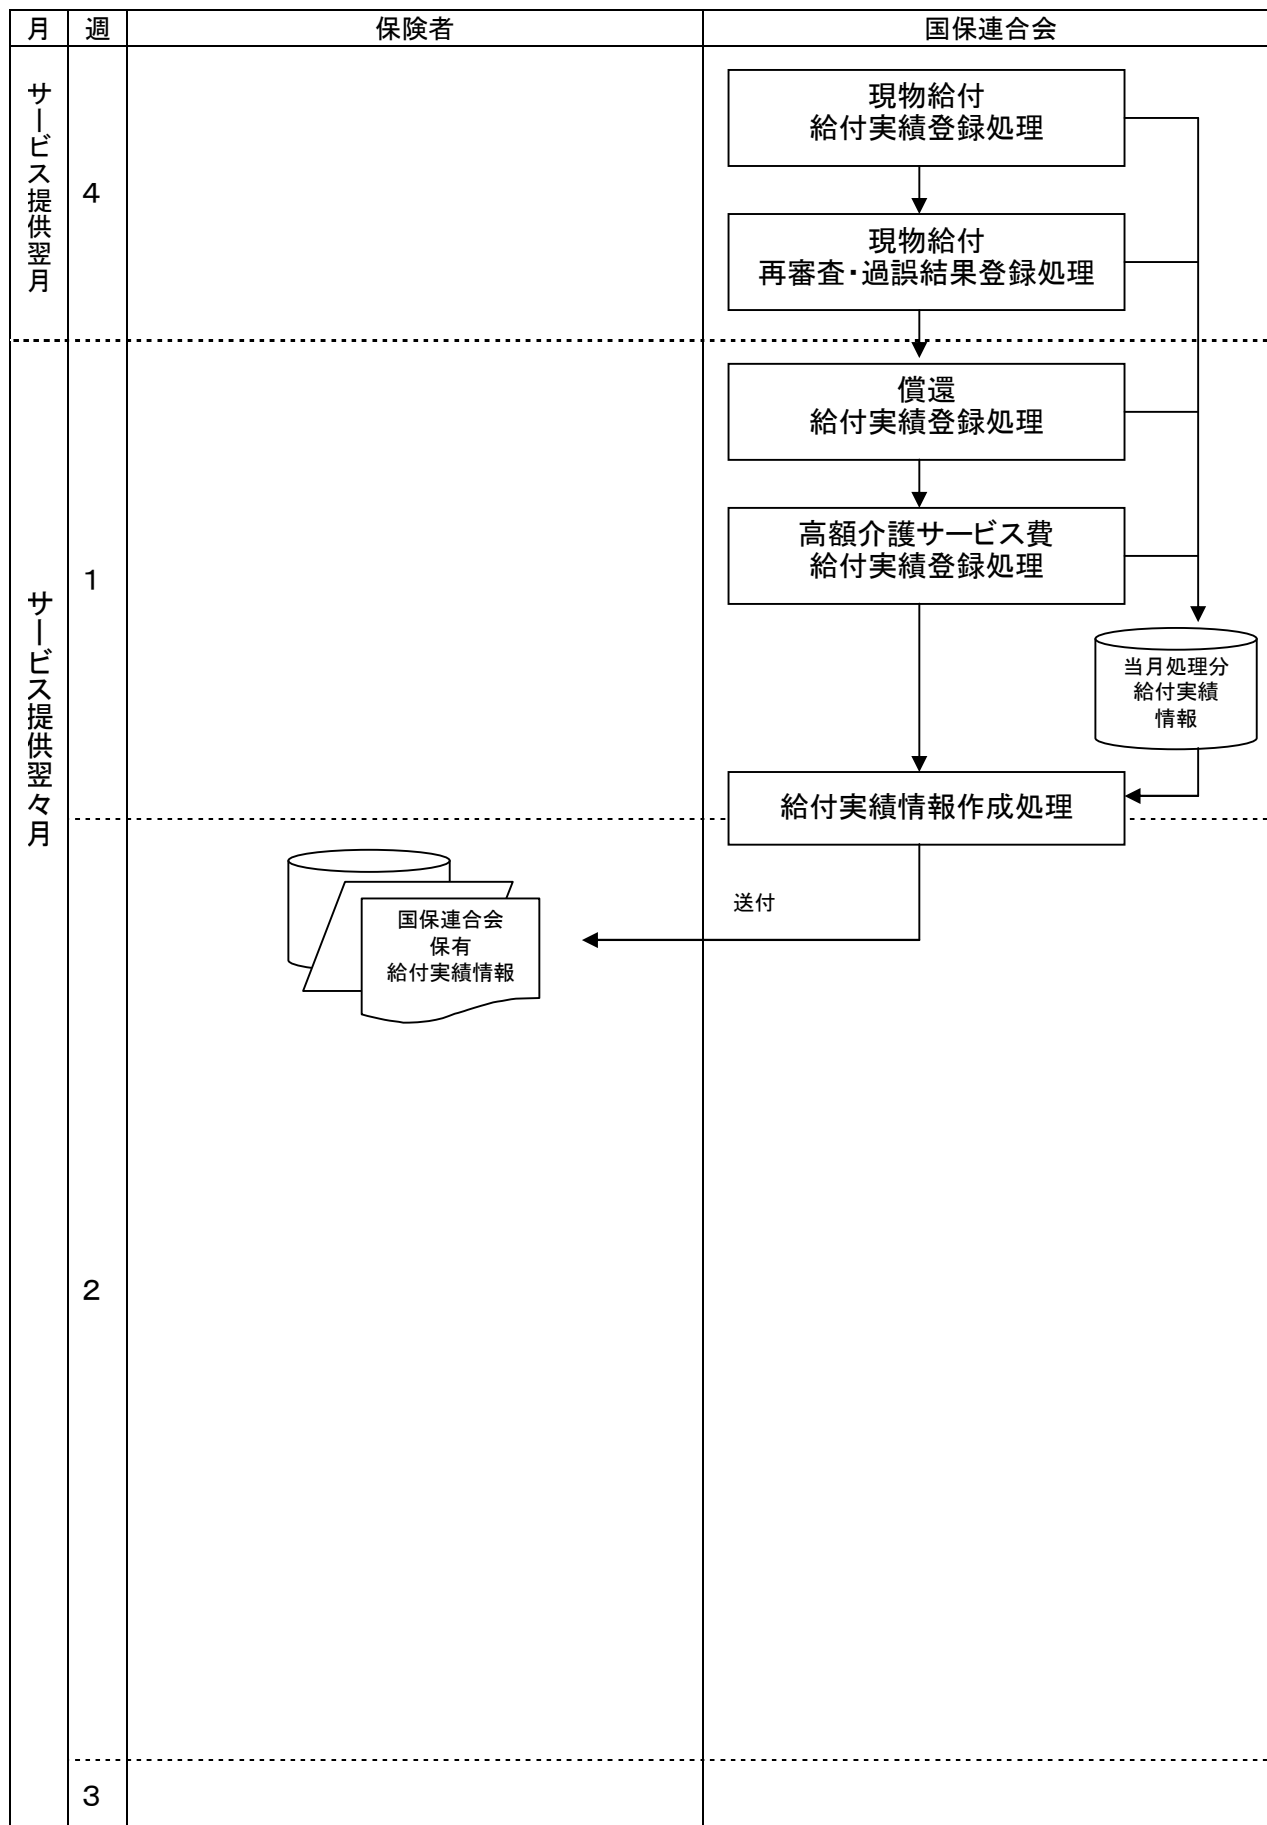 月
週
保険者
国保連合会
サービス提供翌月
4
現物給付
給付実績登録処理
現物給付
再審査・過誤結果登録処理
サービス提供翌々月
1
償還
給付実績登録処理
高額介護サービス費
給付実績登録処理
当月処理分
給付実績
情報
給付実績情報作成処理
送付
国保連合会
保有
給付実績情報
2
3